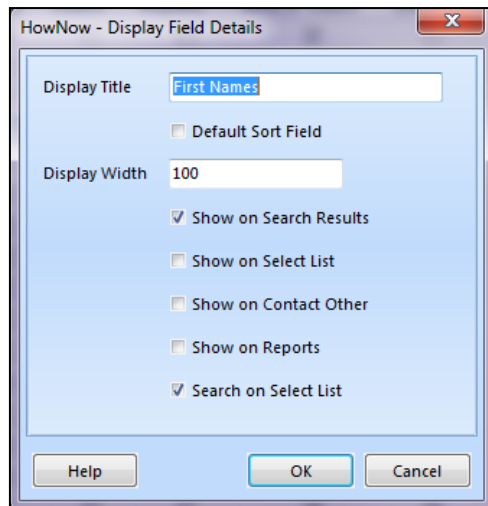 HowNow - Display Field Details
Display Title First Names
Default Sort Field
Display Width 100
Show on Search Results
Show on Select List
Show on Contact Other
Show on Reports
Search on Select List
Help OK Cancel